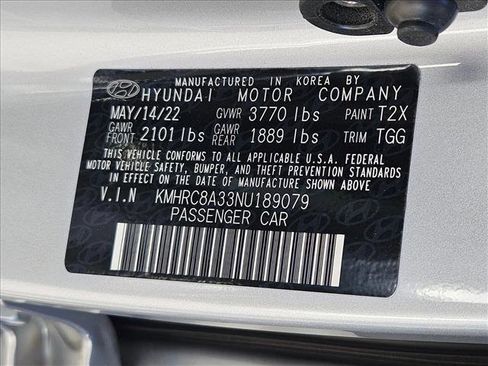 MANUFACTURED IN KOREA BY
HYUNDAI MOTOR COMPANY
MAY/14/22 GVWR 3770 lbs PAINT T2X
GAWR FRONT 2101 lbs GAWR REAR 1889 lbs TRIM TGG
THIS VEHICLE CONFORMS TO ALL APPLICABLE U.S.A. FEDERAL
MOTOR VEHICLE SAFETY, BUMPER, AND THEFT PREVENTION
STANDARDS IN EFFECT ON THE DATE OF MANUFACTURE
SHOWN ABOVE.
V.I.N KMHRC8A33NU189079
PASSENGER CAR